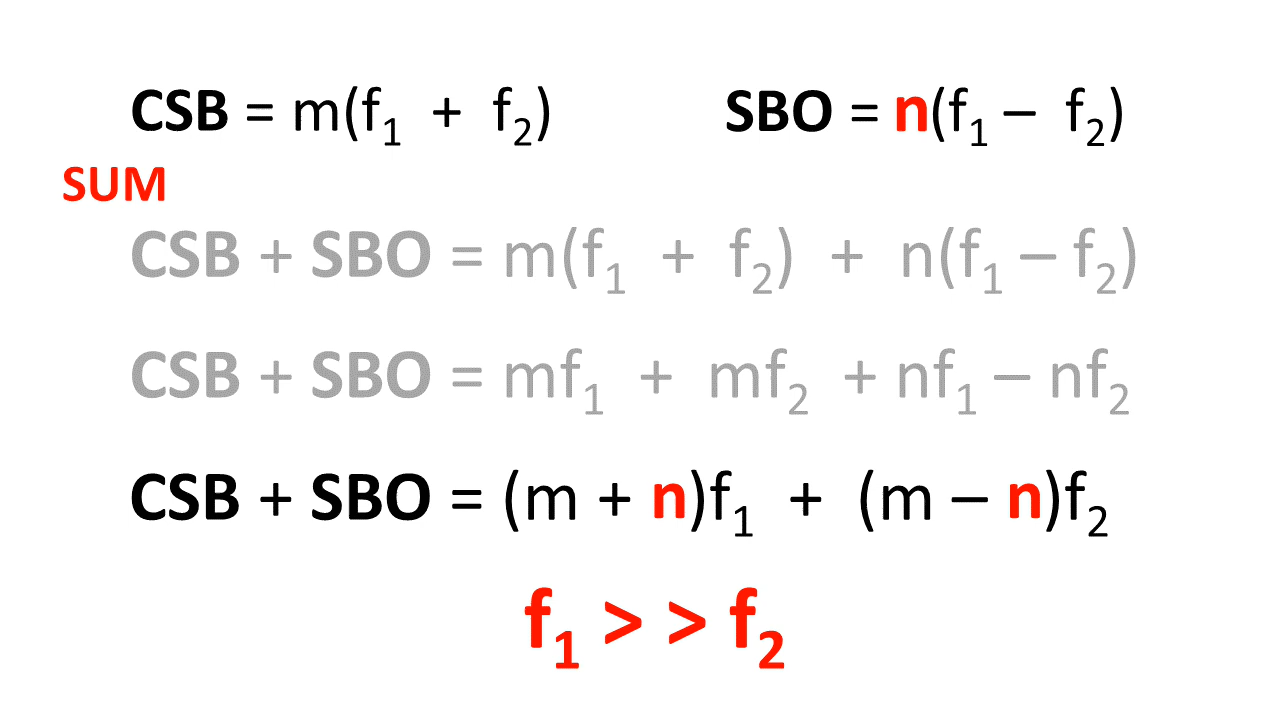 CSB = m(f₁ + f₂) SBO = n(f₁ – f₂)
SUM
CSB + SBO = m(f₁ + f₂) + n(f₁ – f₂)
CSB + SBO = mf₁ + mf₂ + nf₁ – nf₂
CSB + SBO = (m + n)f₁ + (m – n)f₂
f₁ > > f₂